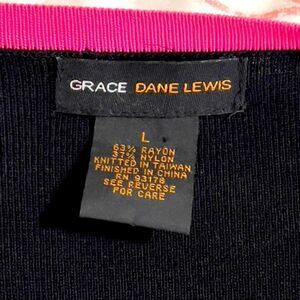 GRACE DANE LEWIS
L
63% RAYON
37% NYLON
KNITTED IN TAIWAN
FINISHED IN CHINA
RN 93178
SEE REVERSE
FOR CARE